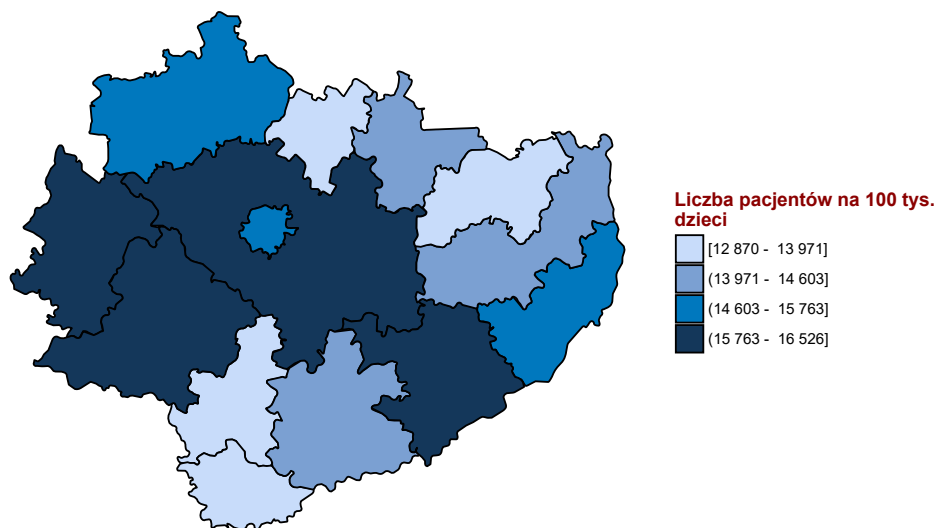 Liczba pacjentów na 100 tys.
dzieci
[12 870 - 13 971]
(13 971 - 14 603]
(14 603 - 15 763]
(15 763 - 16 526]